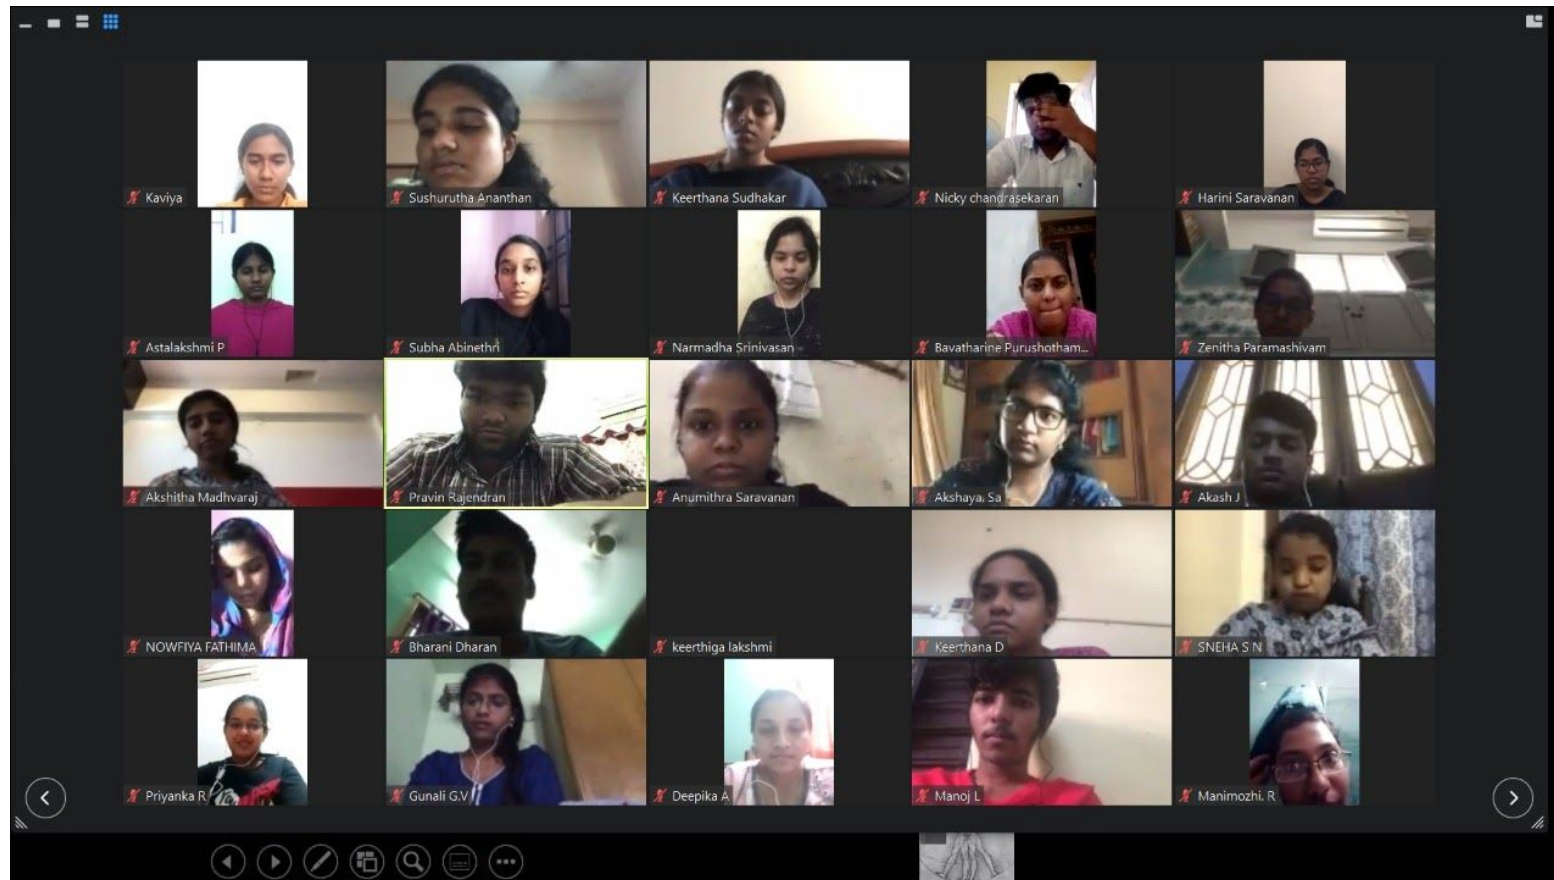 Kaviya
Sushurutha Ananthan
Keerthana Sudhakar
Nicky chandrasekaran
Harini Saravanan
Astalakshmi P
Subha Abinethri
Narmadha Srinivasan
Bavatharine Purushotham...
Zenitha Paramashivam
Akshitha Madhvaraj
Pravin Rajendran
Anumithra Saravanan
Akshaya. Sa
Akash J
NOWFIYA FATHIMA
Bharani Dharan
keerthiga lakshmi
Keerthana D
SNEHA S N
Priyanka R
Gunali G.V
Deepika A
Manoj L
Manimozhi. R